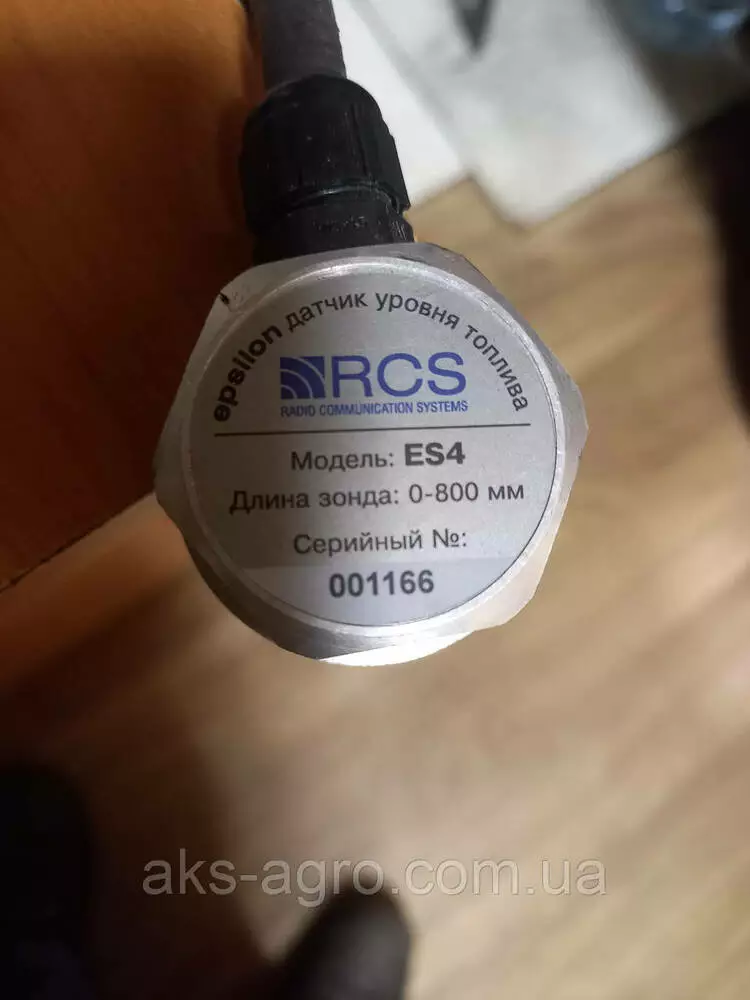 epsilon датчик уровня топлива
RCS
RADIO COMMUNICATION SYSTEMS
Модель: ES4
Длина зонда: 0-800 мм
Серийный №:
001166
aks-agro.com.ua